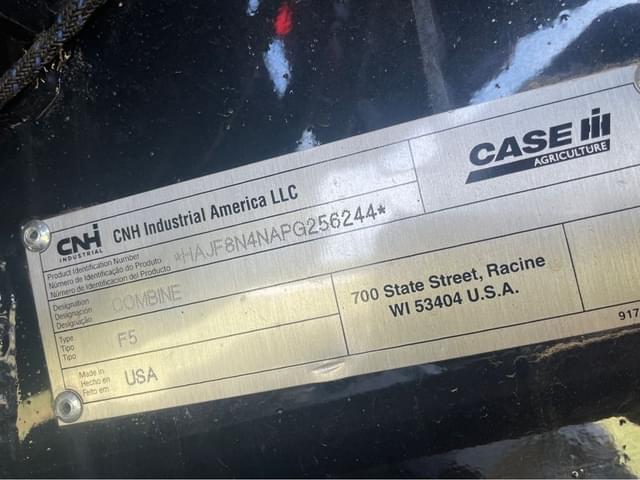 CNH
INDUSTRIAL
CNH Industrial America LLC
CASE IH
AGRICULTURE
Product Identification Number
Número de Identificação do Produto
Número de Identificacion del Producto
*HAJF8N4NAPG256244*
Designation
Designación
Designação
COMBINE
Type
Tipo
Tipo
F5
700 State Street, Racine
WI 53404 U.S.A.
Made in
Hecho en
Feito em
USA
917